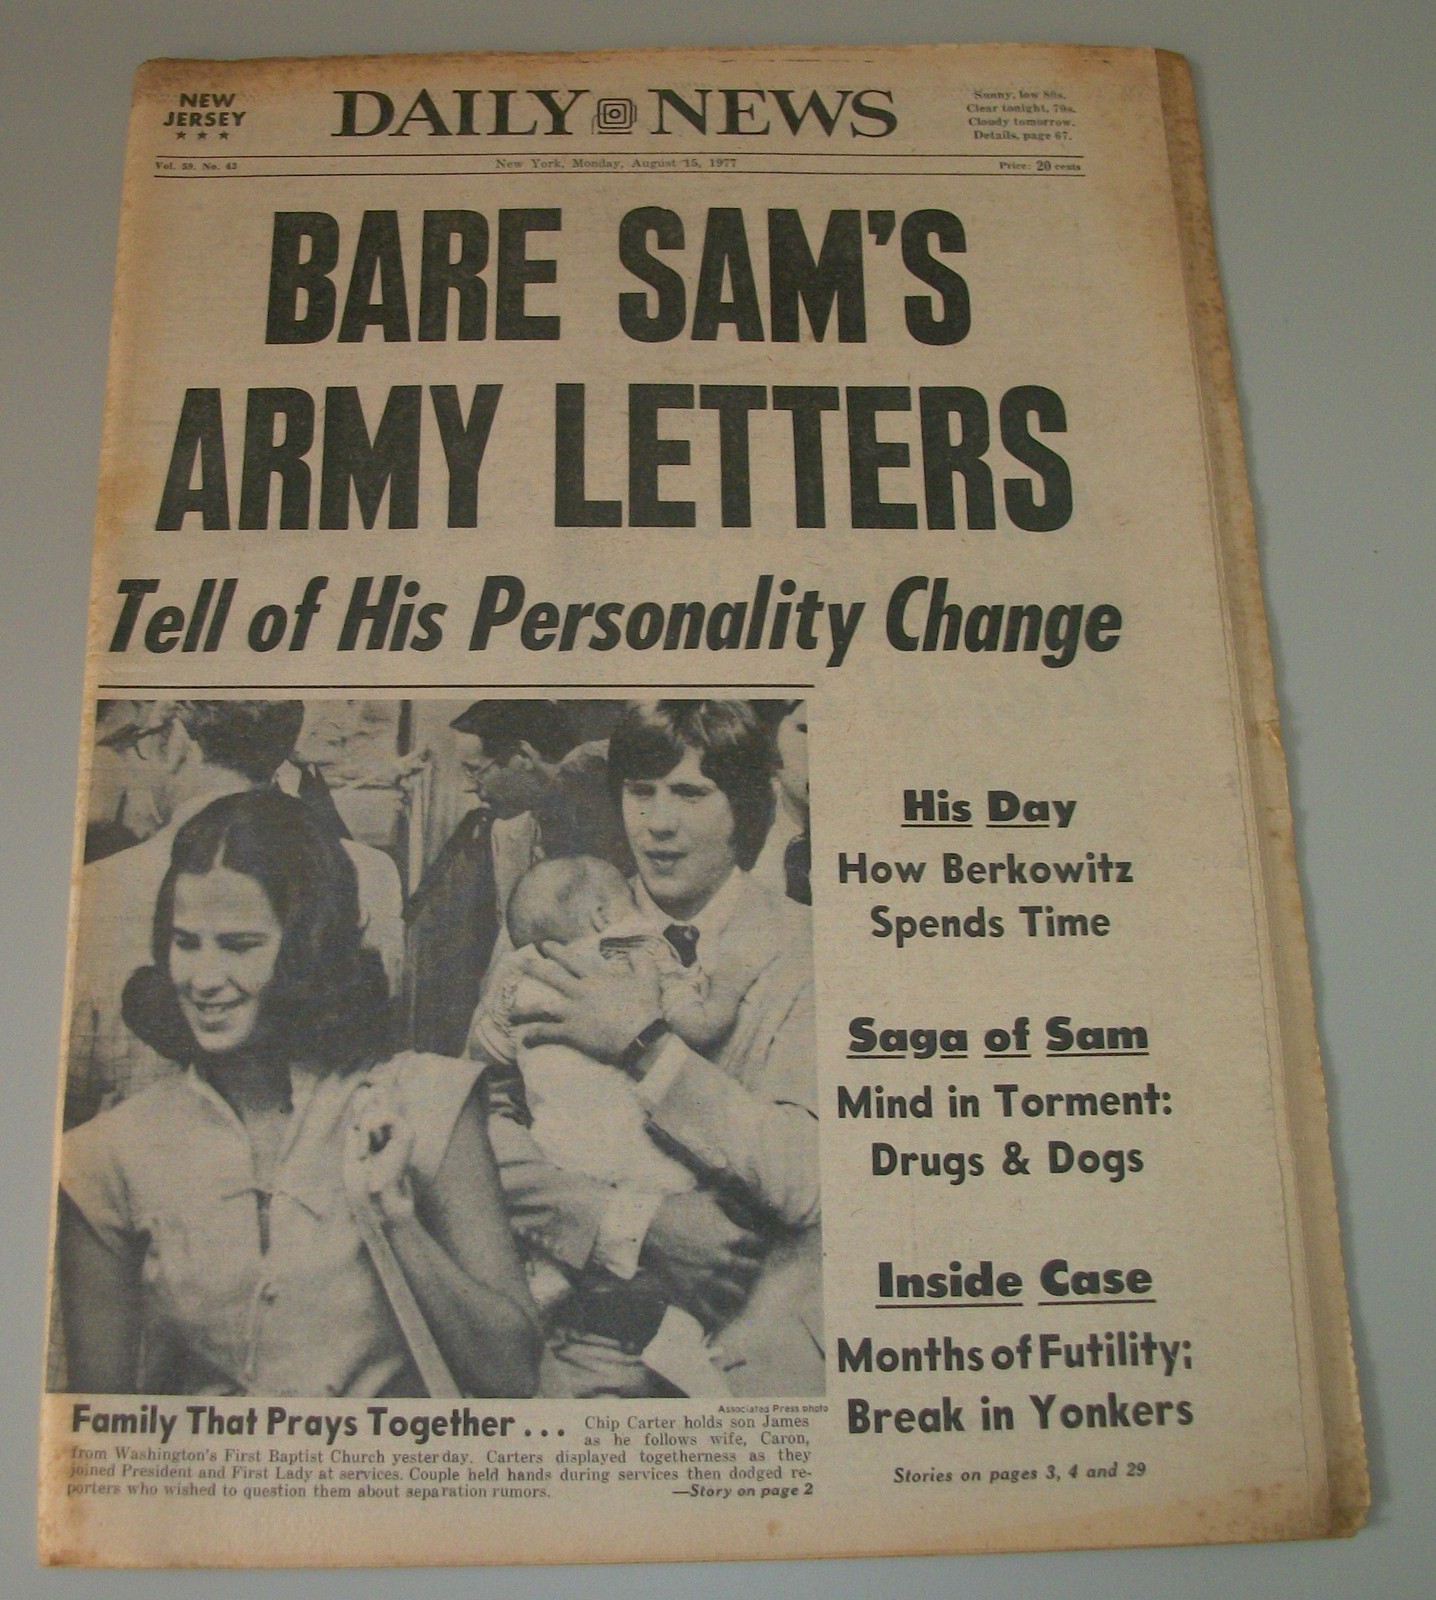 NEW
JERSEY
★ ★ ★
DAILY NEWS
Sunny, low 80s.
Clear tonight, 70s.
Cloudy tomorrow.
Details, page 67.
Vol. 59. No. 43
New York, Monday, August 15, 1977
Price: 20 cents
BARE SAM'S
ARMY LETTERS
Tell of His Personality Change
His Day
How Berkowitz
Spends Time
Saga of Sam
Mind in Torment:
Drugs & Dogs
Inside Case
Months of Futility;
Break in Yonkers
Stories on pages 3, 4 and 29
Associated Press photo
Family That Prays Together . . .
Chip Carter holds son James
as he follows wife, Caron,
from Washington's First Baptist Church yesterday. Carters displayed togetherness as they
joined President and First Lady at services. Couple held hands during services then dodged re-
porters who wished to question them about separation rumors.
—Story on page 2